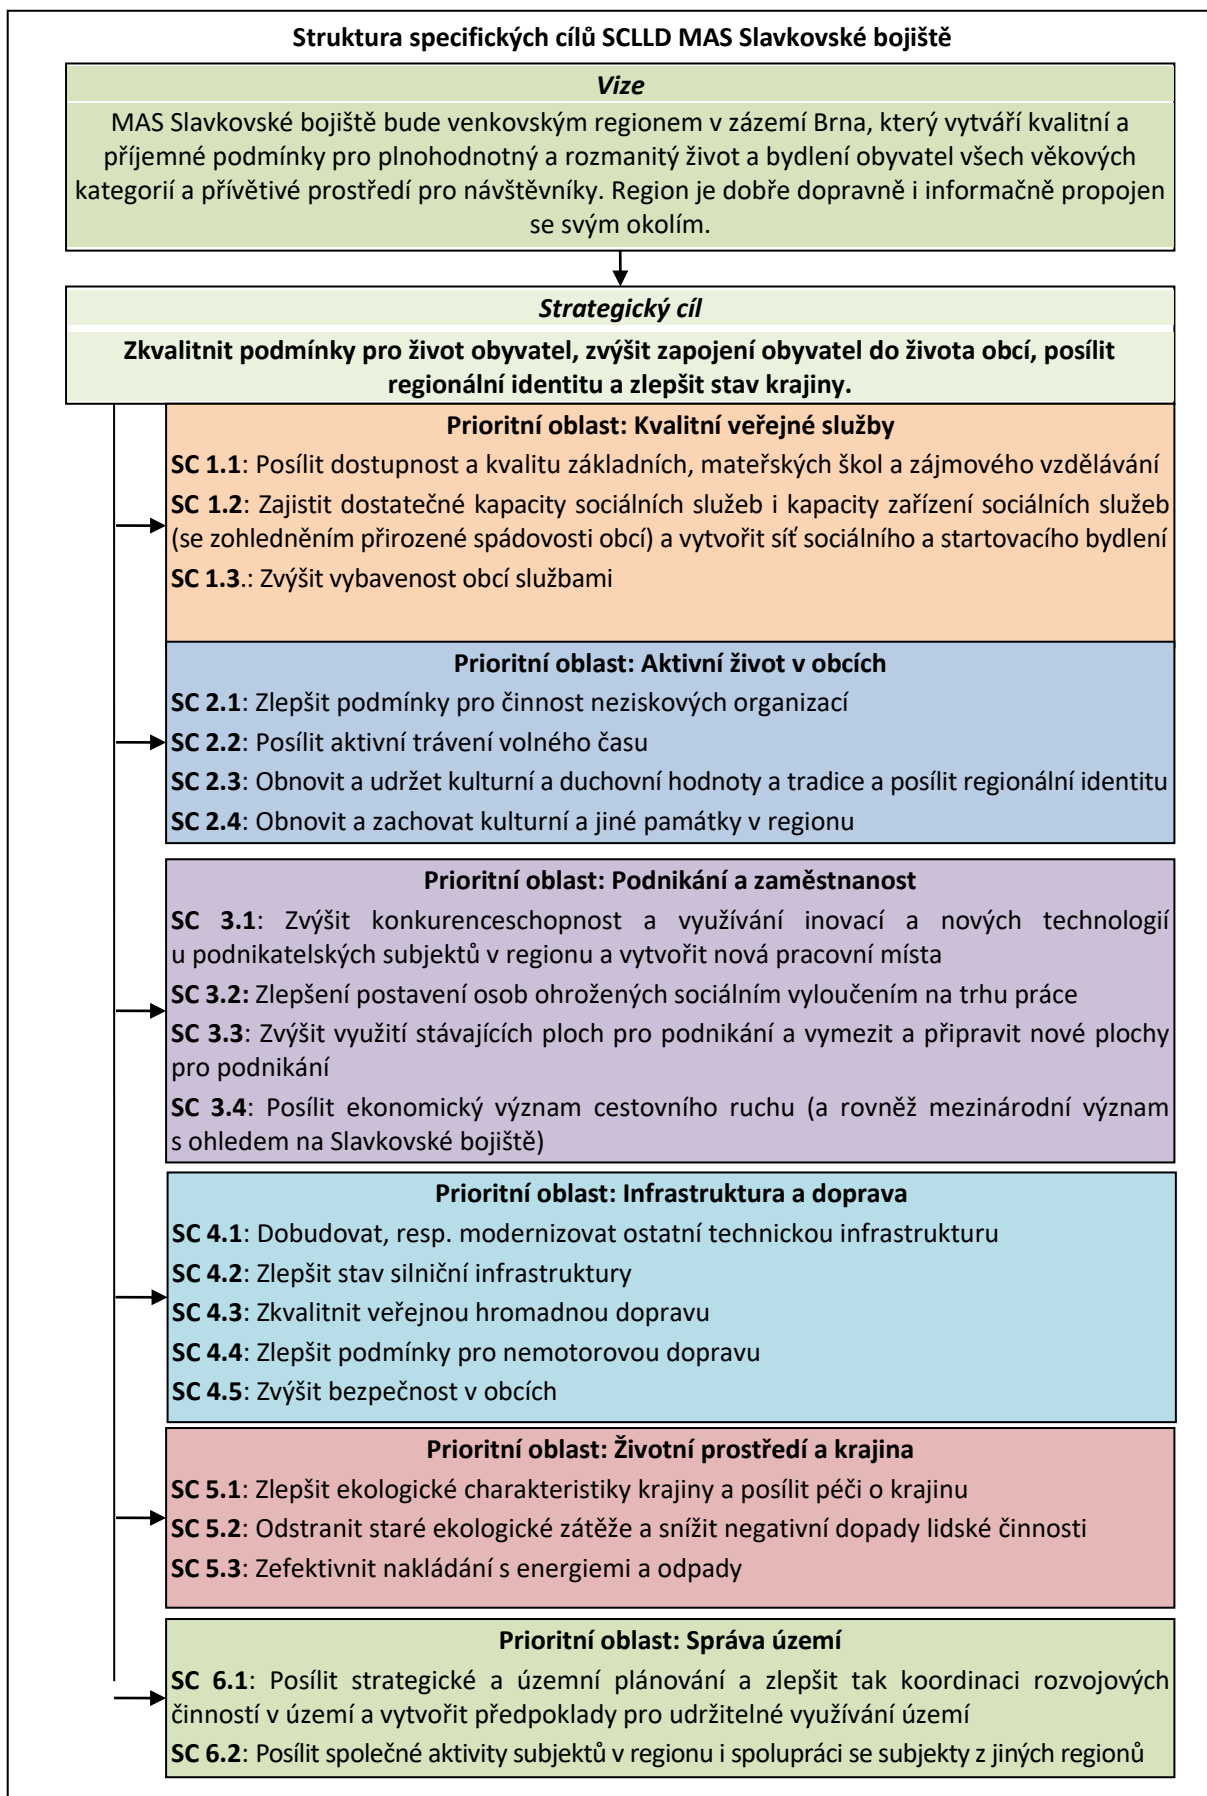 Struktura specifických cílů SCLLD MAS Slavkovské bojiště
Vize
MAS Slavkovské bojiště bude venkovským regionem v zázemí Brna, který vytváří kvalitní a
příjemné podmínky pro plnohodnotný a rozmanitý život a bydlení obyvatel všech věkových
kategorií a přívětivé prostředí pro návštěvníky. Region je dobře dopravně i informačně propojen
se svým okolím.
Strategický cíl
Zkvalitnit podmínky pro život obyvatel, zvýšit zapojení obyvatel do života obcí, posílit
regionální identitu a zlepšit stav krajiny.
Prioritní oblast: Kvalitní veřejné služby
SC 1.1: Posílit dostupnost a kvalitu základních, mateřských škol a zájmového vzdělávání
SC 1.2: Zajistit dostatečné kapacity sociálních služeb i kapacity zařízení sociálních služeb
(se zohledněním přirozené spádovosti obcí) a vytvořit síť sociálního a startovacího bydlení
SC 1.3.: Zvýšit vybavenost obcí službami
Prioritní oblast: Aktivní život v obcích
SC 2.1: Zlepšit podmínky pro činnost neziskových organizací
SC 2.2: Posílit aktivní trávení volného času
SC 2.3: Obnovit a udržet kulturní a duchovní hodnoty a tradice a posílit regionální identitu
SC 2.4: Obnovit a zachovat kulturní a jiné památky v regionu
Prioritní oblast: Podnikání a zaměstnanost
SC 3.1: Zvýšit konkurenceschopnost a využívání inovací a nových technologií
u podnikatelských subjektů v regionu a vytvořit nová pracovní místa
SC 3.2: Zlepšení postavení osob ohrožených sociálním vyloučením na trhu práce
SC 3.3: Zvýšit využití stávajících ploch pro podnikání a vymezit a připravit nové plochy
pro podnikání
SC 3.4: Posílit ekonomický význam cestovního ruchu (a rovněž mezinárodní význam
s ohledem na Slavkovské bojiště)
Prioritní oblast: Infrastruktura a doprava
SC 4.1: Dobudovat, resp. modernizovat ostatní technickou infrastrukturu
SC 4.2: Zlepšit stav silniční infrastruktury
SC 4.3: Zkvalitnit veřejnou hromadnou dopravu
SC 4.4: Zlepšit podmínky pro nemotorovou dopravu
SC 4.5: Zvýšit bezpečnost v obcích
Prioritní oblast: Životní prostředí a krajina
SC 5.1: Zlepšit ekologické charakteristiky krajiny a posílit péči o krajinu
SC 5.2: Odstranit staré ekologické zátěže a snížit negativní dopady lidské činnosti
SC 5.3: Zefektivnit nakládání s energiemi a odpady
Prioritní oblast: Správa území
SC 6.1: Posílit strategické a územní plánování a zlepšit tak koordinaci rozvojových
činností v území a vytvořit předpoklady pro udržitelné využívání území
SC 6.2: Posílit společné aktivity subjektů v regionu i spolupráci se subjekty z jiných regionů